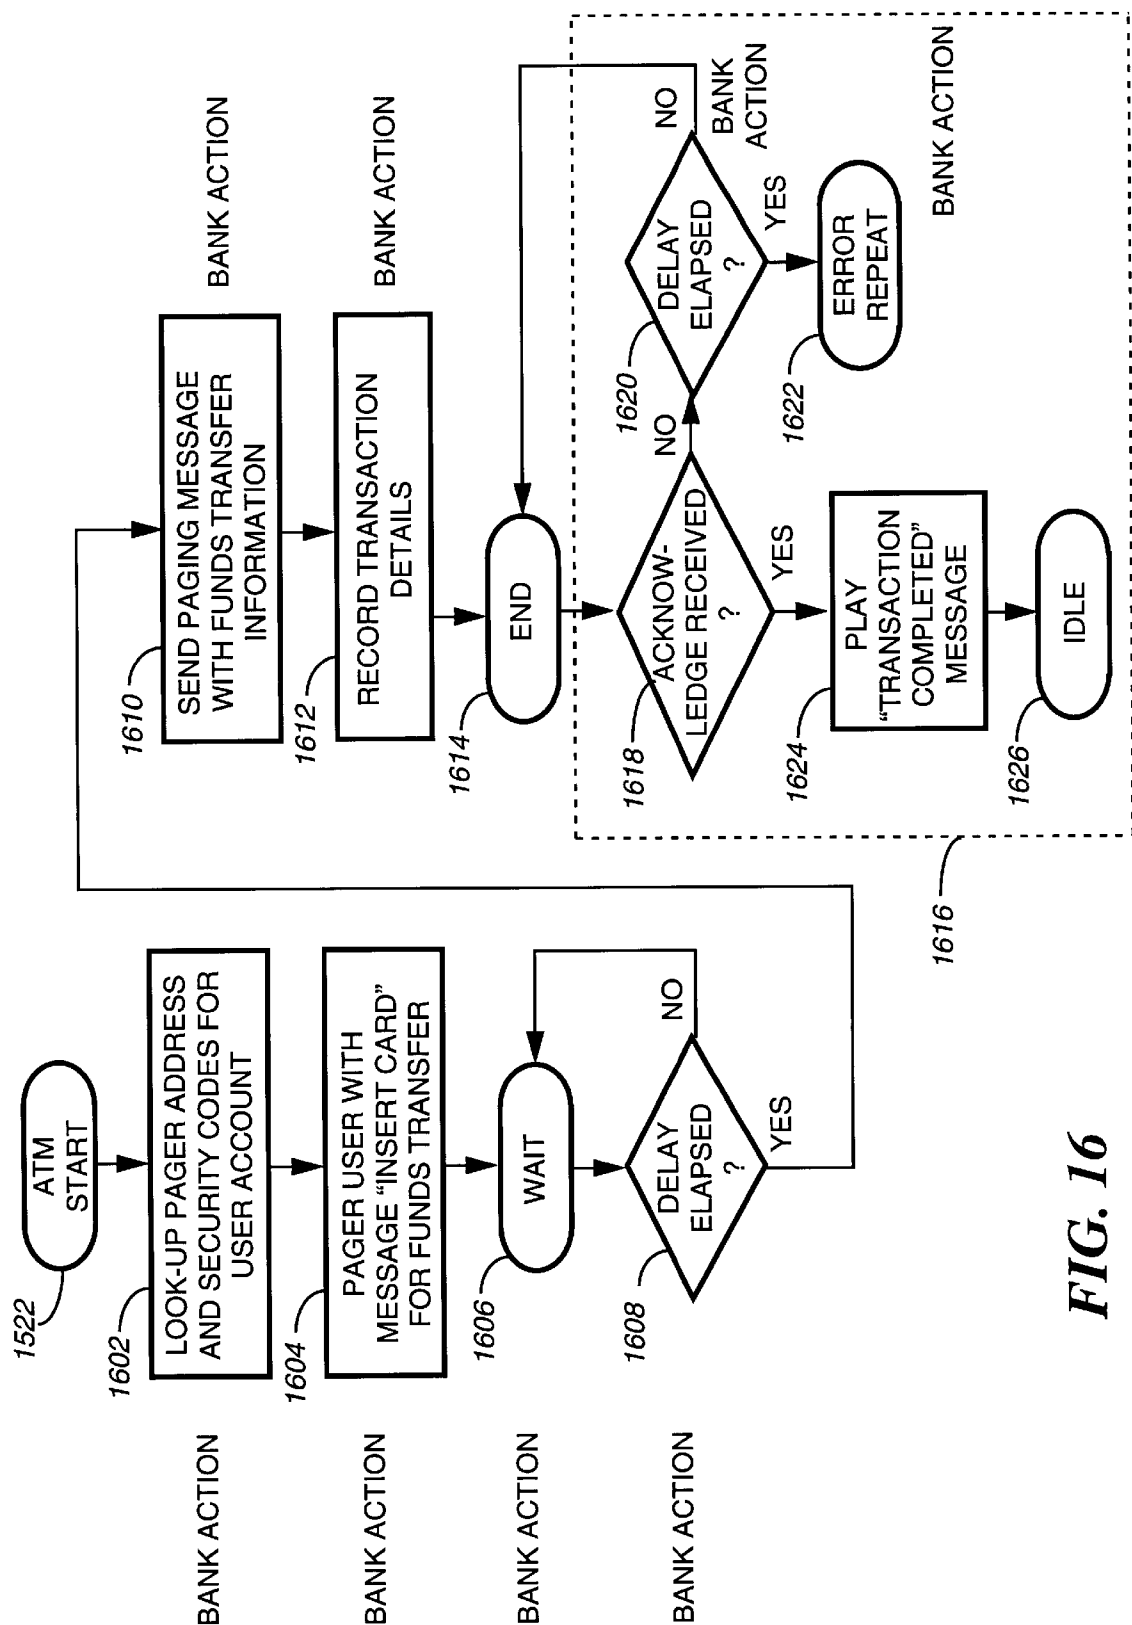 1522
ATM
START
BANK ACTION
1602
LOOK-UP PAGER ADDRESS
AND SECURITY CODES FOR
USER ACCOUNT
BANK ACTION
1604
PAGER USER WITH
MESSAGE “INSERT CARD”
FOR FUNDS TRANSFER
BANK ACTION
1606
WAIT
BANK ACTION
1608
DELAY
ELAPSED
?
NO
YES
1610
SEND PAGING MESSAGE
WITH FUNDS TRANSFER
INFORMATION
BANK ACTION
1612
RECORD TRANSACTION
DETAILS
BANK ACTION
1614
END
1618
ACKNOW-
LEDGE RECEIVED
?
NO
YES
1620
DELAY
ELAPSED
?
NO
BANK
ACTION
YES
1622
ERROR
REPEAT
1624
PLAY
“TRANSACTION
COMPLETED”
MESSAGE
BANK ACTION
1626
IDLE
1616
FIG. 16